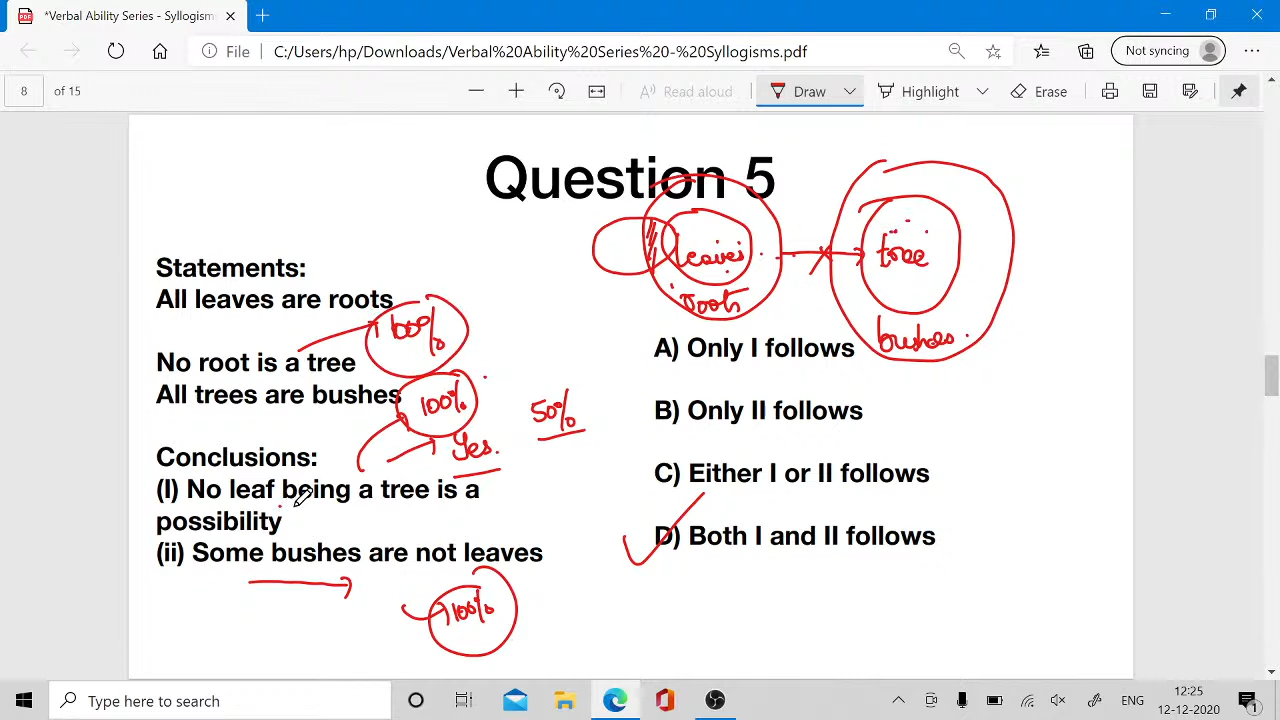 *Verbal Ability Series - Syllogism
File
C:/Users/hp/Downloads/Verbal%20Ability%20Series%20-%20Syllogisms.pdf
Not syncing
8
of 15
Read aloud
Draw
Highlight
Erase
Question 5
leaves
roots
tree
bushes
Statements:
All leaves are roots
100%
No root is a tree
All trees are bushes
100%
50%
Yes.
Conclusions:
(I) No leaf being a tree is a
possibility
(ii) Some bushes are not leaves
100%
A) Only I follows
B) Only II follows
C) Either I or II follows
D) Both I and II follows
Type here to search
ENG
12:25
12-12-2020
1